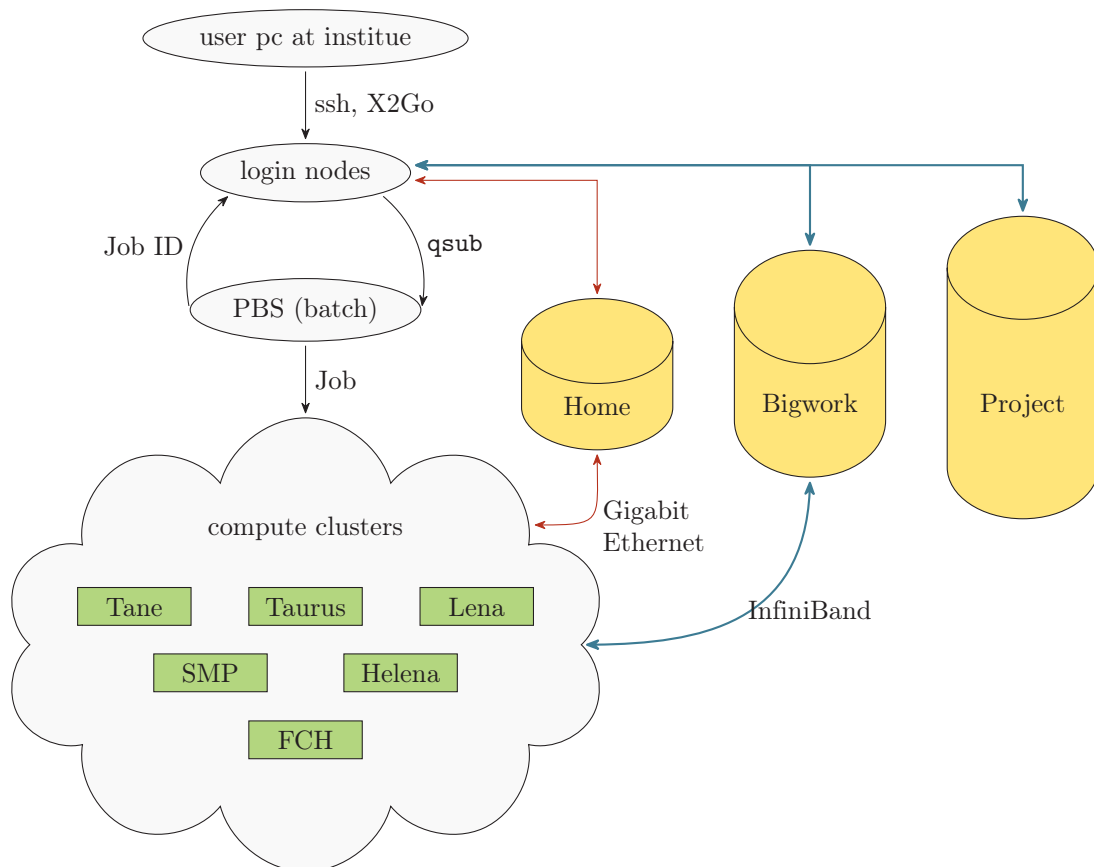 user pc at institue
ssh, X2Go
login nodes
Job ID
qsub
PBS (batch)
Job
Home
Bigwork
Project
compute clusters
Gigabit
Ethernet
Tane
Taurus
Lena
InfiniBand
SMP
Helena
FCH